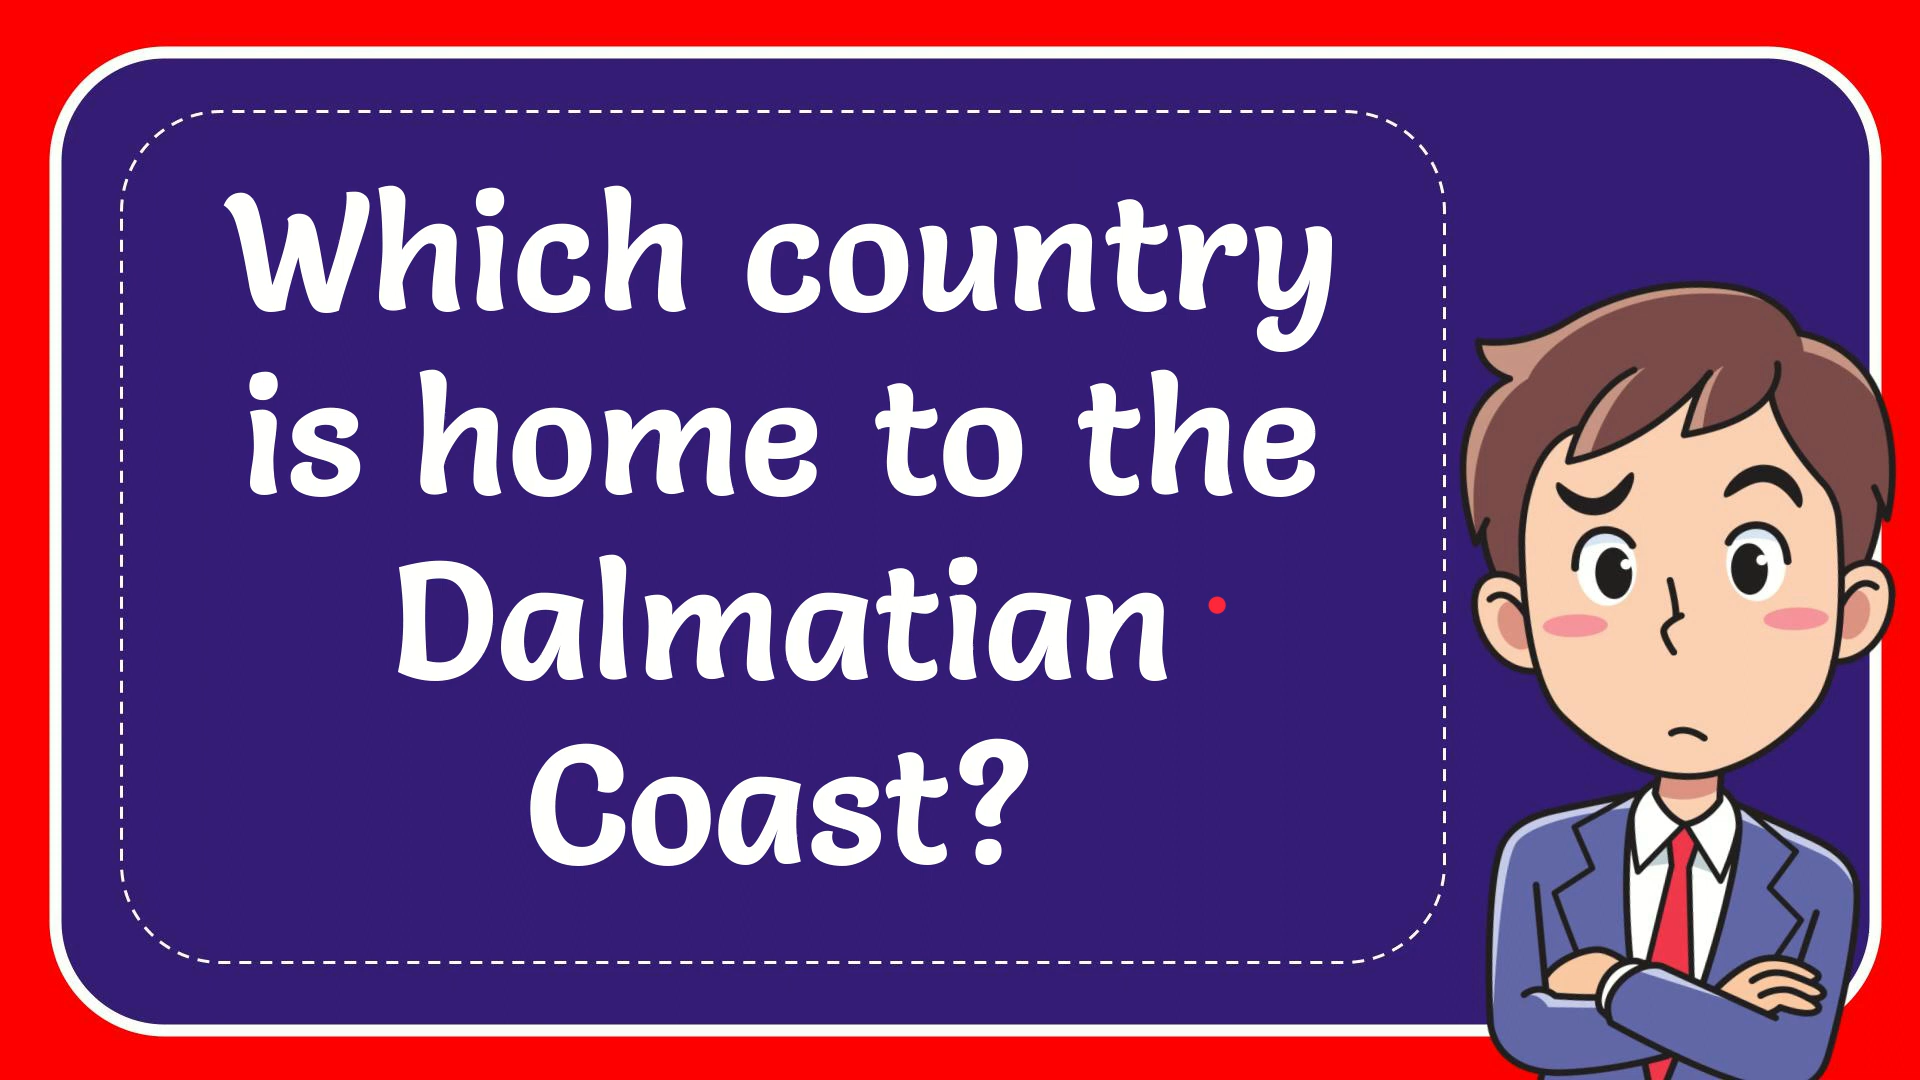 Which country
is home to the
Dalmatian
Coast?